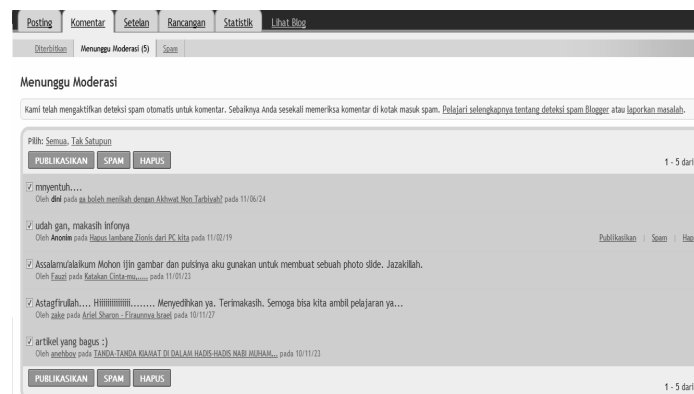 Posting Komentar Setelan Rancangan Statistik Lihat Blog
Diterbitkan Menunggu Moderasi (5) Spam
Menunggu Moderasi
Kami telah mengaktifkan deteksi spam otomatis untuk komentar. Sebaiknya Anda sesekali memeriksa komentar di kotak masuk spam. Pelajari selengkapnya tentang deteksi spam Blogger atau laporkan masalah.
Pilih: Semua, Tak Satupun
PUBLIKASIKAN SPAM HAPUS 1 - 5 dari
mnyentuh....
Oleh dini pada ga boleh menikah dengan Akhwat Non Tarbiyah? pada 11/06/24
udah gan, makasih infonya
Oleh Anonim pada Hapus lambang Zionis dari PC kita pada 11/02/19 Publikasikan | Spam | Hap
Assalamu'alaikum Mohon ijin gambar dan puisinya aku gunakan untuk membuat sebuah photo slide. Jazakillah.
Oleh Fauzi pada Katakan Cinta-mu,..... pada 11/01/23
Astagfirullah.... Hiiiiiiiiiiiiiii........ Menyedihkan ya. Terimakasih. Semoga bisa kita ambil pelajaran ya...
Oleh zake pada Ariel Sharon - Firaunnya Israel pada 10/11/27
artikel yang bagus :)
Oleh anehboy pada TANDA-TANDA KIAMAT DI DALAM HADIS-HADIS NABI MUHAM... pada 10/11/23
PUBLIKASIKAN SPAM HAPUS 1 - 5 dari